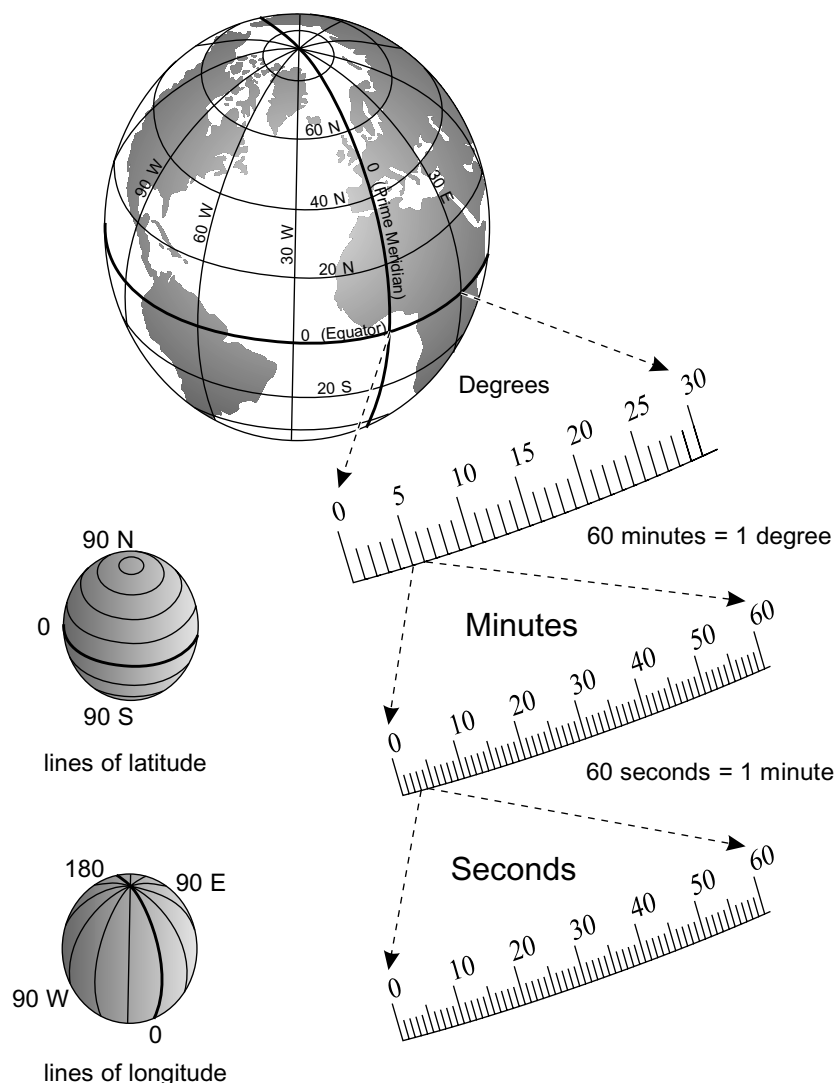 60 N
40 N
20 N
0 (Equator)
20 S
90 W
60 W
30 W
0 (Prime Meridian)
30 E
Degrees
0 5 10 15 20 25 30
60 minutes = 1 degree
Minutes
0 10 20 30 40 50 60
60 seconds = 1 minute
Seconds
0 10 20 30 40 50 60
90 N
0
90 S
lines of latitude
180
90 E
90 W
0
lines of longitude